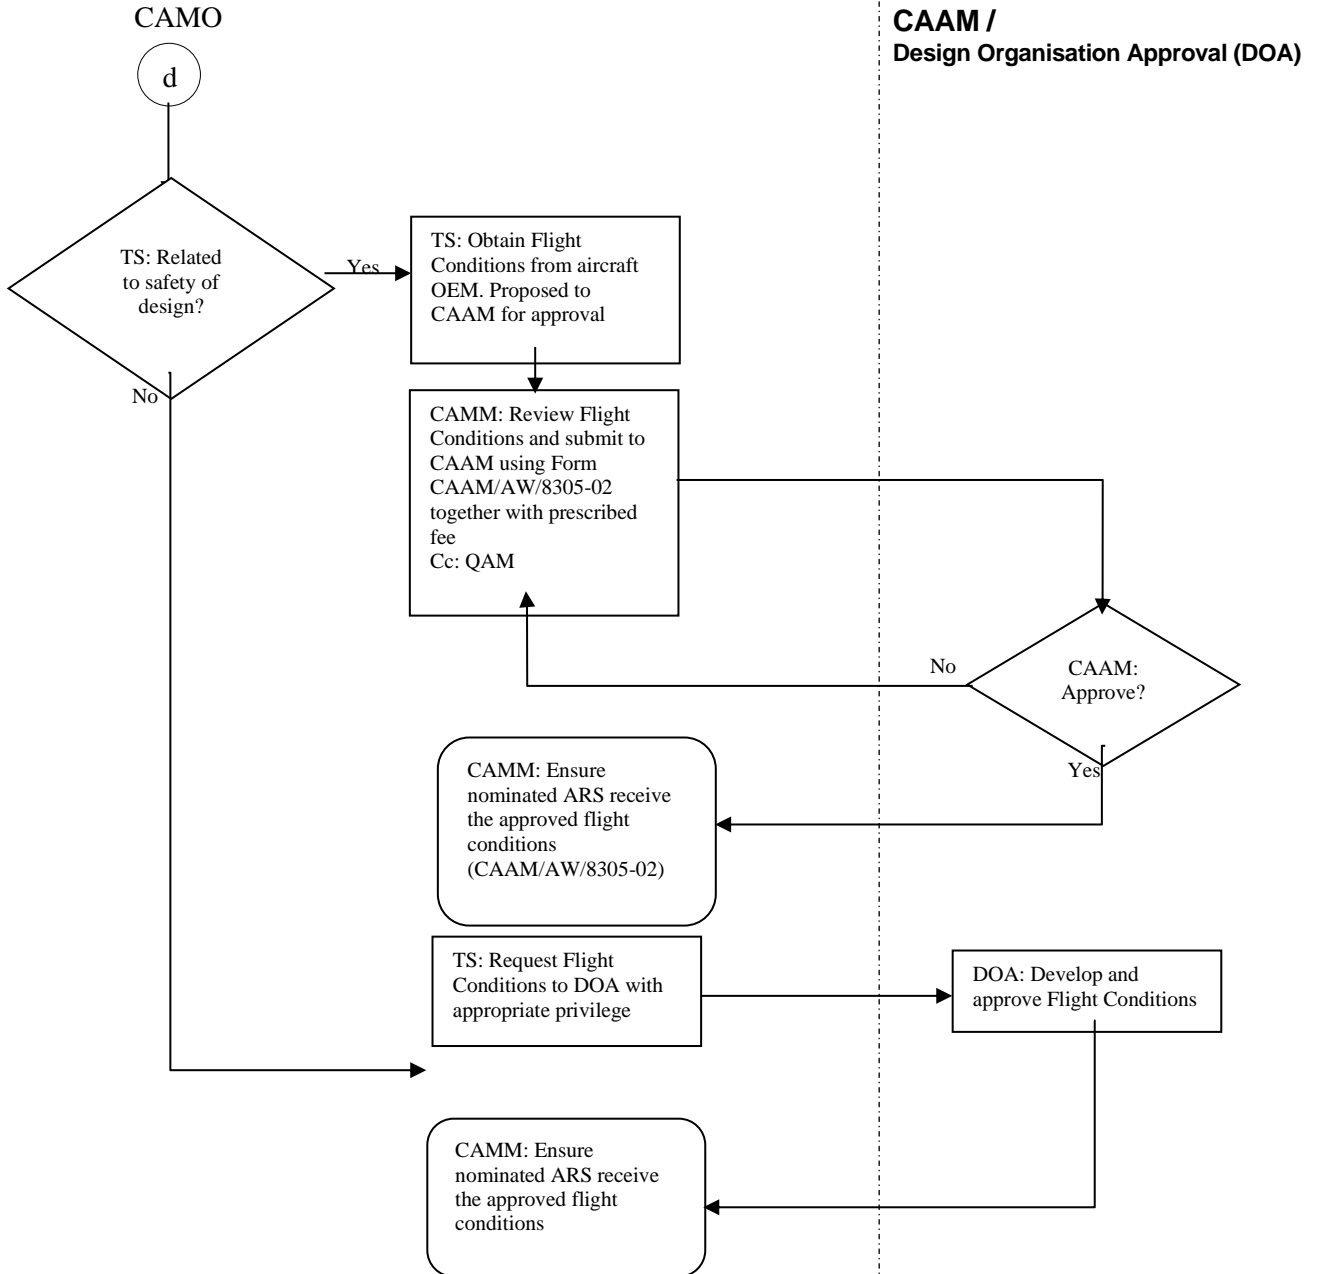 CAMO
CAAM /
Design Organisation Approval (DOA)
d
TS: Related
to safety of
design?
Yes
TS: Obtain Flight
Conditions from aircraft
OEM. Proposed to
CAAM for approval
No
CAMM: Review Flight
Conditions and submit to
CAAM using Form
CAAM/AW/8305-02
together with prescribed
fee
Cc: QAM
No
CAAM:
Approve?
Yes
CAMM: Ensure
nominated ARS receive
the approved flight
conditions
(CAAM/AW/8305-02)
TS: Request Flight
Conditions to DOA with
appropriate privilege
DOA: Develop and
approve Flight Conditions
CAMM: Ensure
nominated ARS receive
the approved flight
conditions